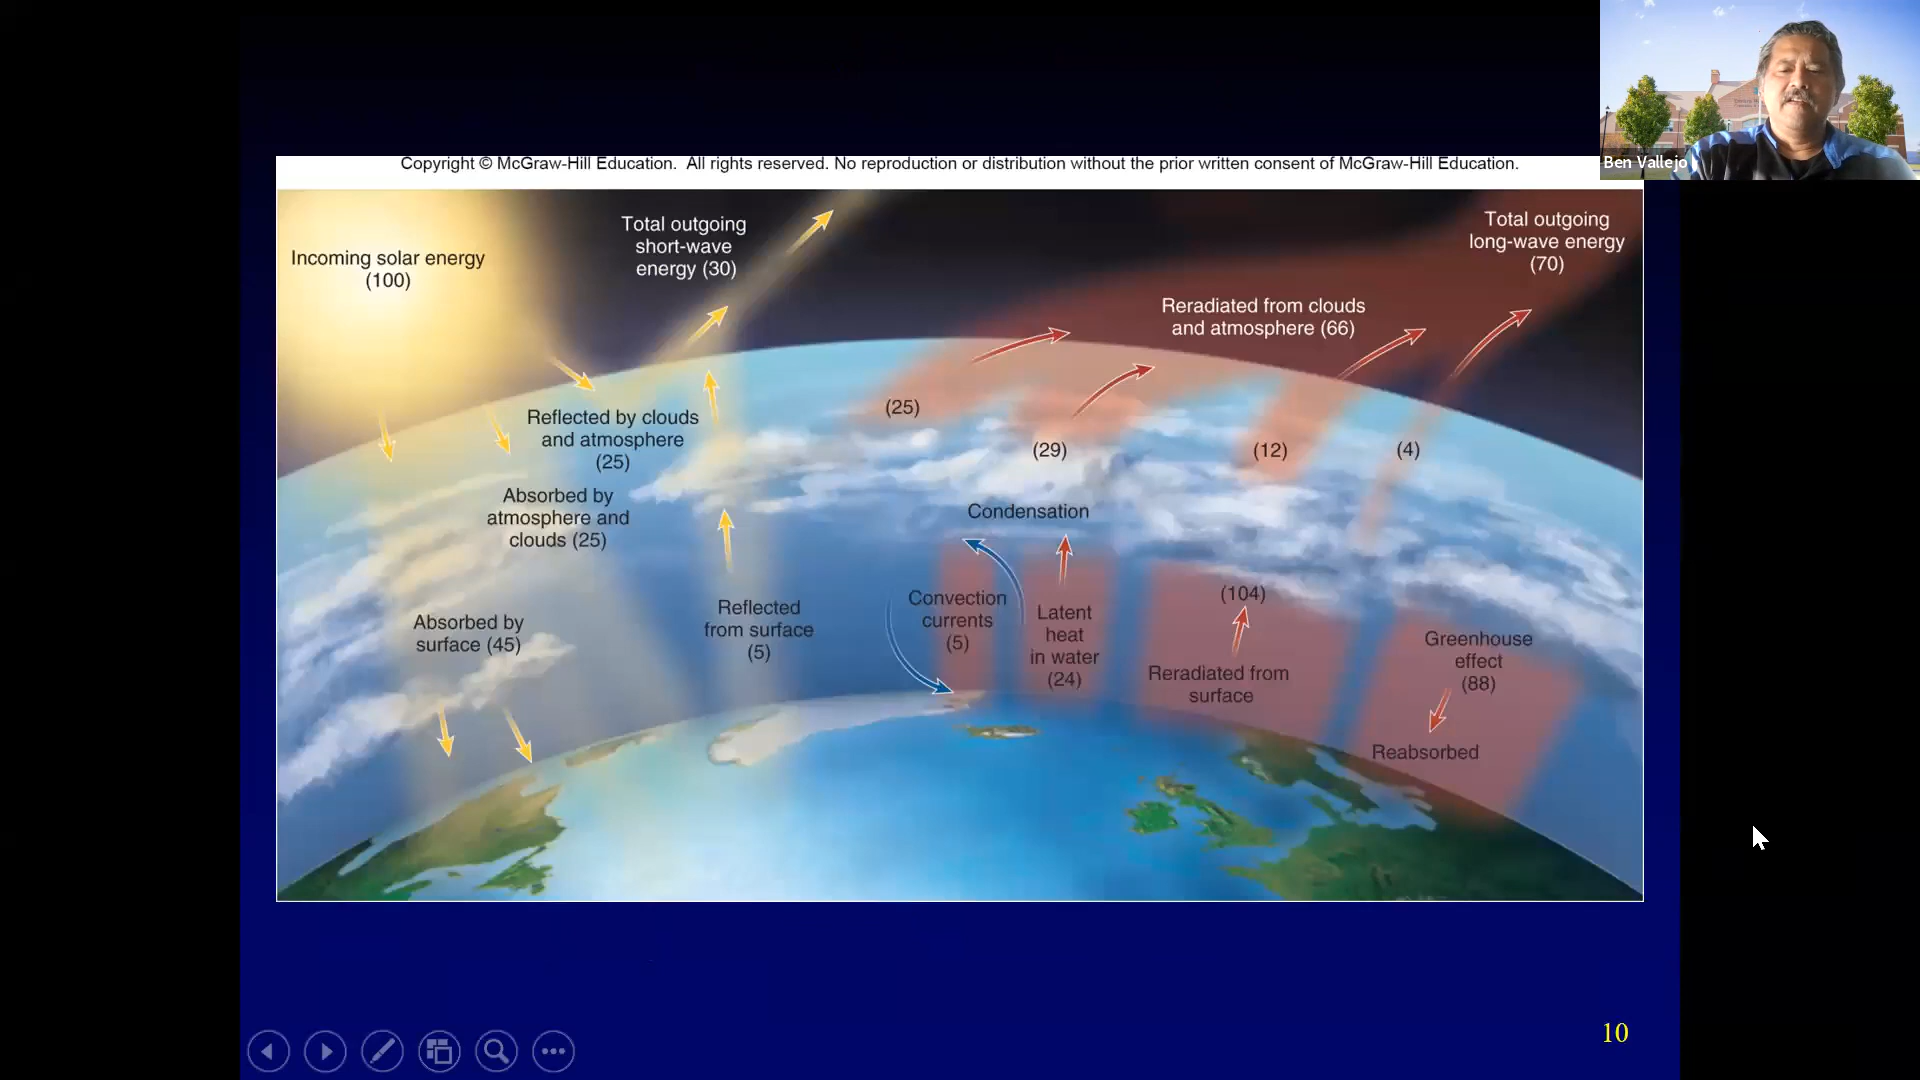 Copyright © McGraw-Hill Education. All rights reserved. No reproduction or distribution without the prior written consent of McGraw-Hill Education.
Ben Vallejo
Incoming solar energy
(100)
Total outgoing
short-wave
energy (30)
Total outgoing
long-wave energy
(70)
Reradiated from clouds
and atmosphere (66)
Reflected by clouds
and atmosphere
(25)
(25)
(29)
(12)
(4)
Absorbed by
atmosphere and
clouds (25)
Condensation
Absorbed by
surface (45)
Reflected
from surface
(5)
Convection
currents
(5)
Latent
heat
in water
(24)
(104)
Reradiated from
surface
Greenhouse
effect
(88)
Reabsorbed
10